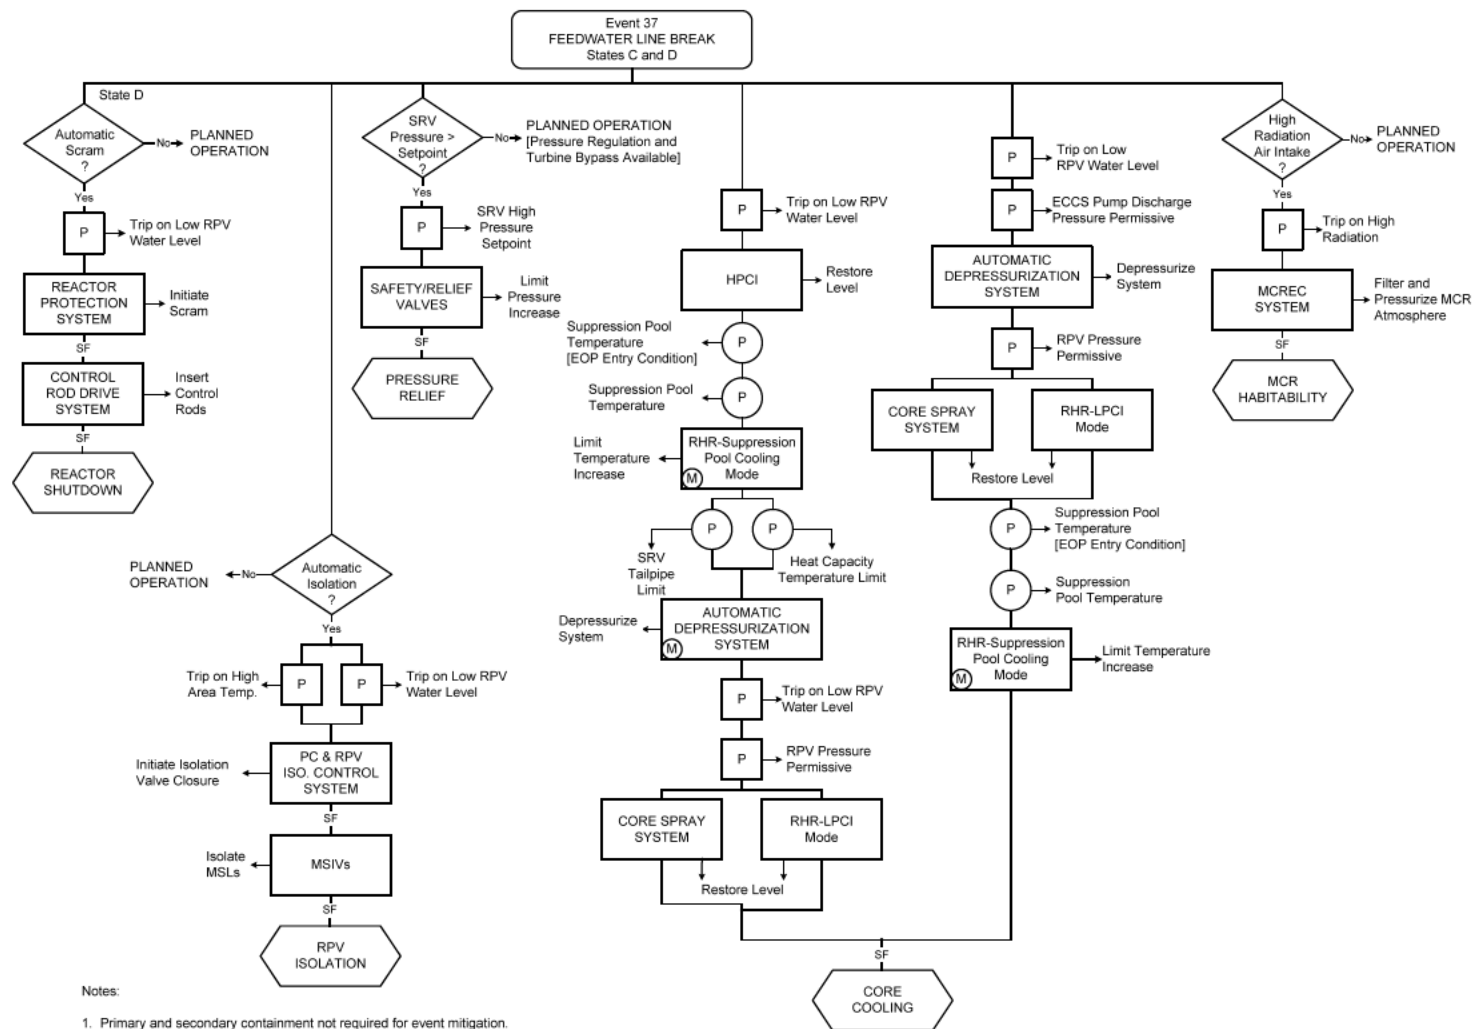 Event 37
FEEDWATER LINE BREAK
States C and D
State D
Automatic
Scram
?
No
PLANNED
OPERATION
Yes
P
Trip on Low RPV
Water Level
REACTOR
PROTECTION
SYSTEM
Initiate
Scram
SF
CONTROL
ROD DRIVE
SYSTEM
Insert
Control
Rods
SF
REACTOR
SHUTDOWN
Automatic
Isolation
?
No
PLANNED
OPERATION
Yes
Trip on High
Area Temp.
P
P
Trip on Low RPV
Water Level
PC & RPV
ISO. CONTROL
SYSTEM
Initiate Isolation
Valve Closure
SF
MSIVs
Isolate
MSLs
SF
RPV
ISOLATION
SRV
Pressure >
Setpoint
?
No
PLANNED OPERATION
[Pressure Regulation and
Turbine Bypass Available]
Yes
P
SRV High
Pressure
Setpoint
SAFETY/RELIEF
VALVES
Limit
Pressure
Increase
SF
PRESSURE
RELIEF
P
Trip on Low RPV
Water Level
HPCI
Restore
Level
Suppression Pool
Temperature
[EOP Entry Condition]
P
Suppression Pool
Temperature
P
RHR-Suppression
Pool Cooling
Mode
M
Limit
Temperature
Increase
P
P
SRV
Tailpipe
Limit
Heat Capacity
Temperature Limit
AUTOMATIC
DEPRESSURIZATION
SYSTEM
M
Depressurize
System
P
Trip on Low RPV
Water Level
P
RPV Pressure
Permissive
CORE SPRAY
SYSTEM
RHR-LPCI
Mode
Restore Level
P
Trip on Low
RPV Water Level
P
ECCS Pump Discharge
Pressure Permissive
AUTOMATIC
DEPRESSURIZATION
SYSTEM
Depressurize
System
P
RPV Pressure
Permissive
CORE SPRAY
SYSTEM
RHR-LPCI
Mode
Restore Level
P
Suppression Pool
Temperature
[EOP Entry Condition]
P
Suppression
Pool Temperature
RHR-Suppression
Pool Cooling
Mode
M
Limit Temperature
Increase
SF
CORE
COOLING
High
Radiation
Air Intake
?
No
PLANNED
OPERATION
Yes
P
Trip on High
Radiation
MCREC
SYSTEM
Filter and
Pressurize MCR
Atmosphere
SF
MCR
HABITABILITY
Notes:
1. Primary and secondary containment not required for event mitigation.